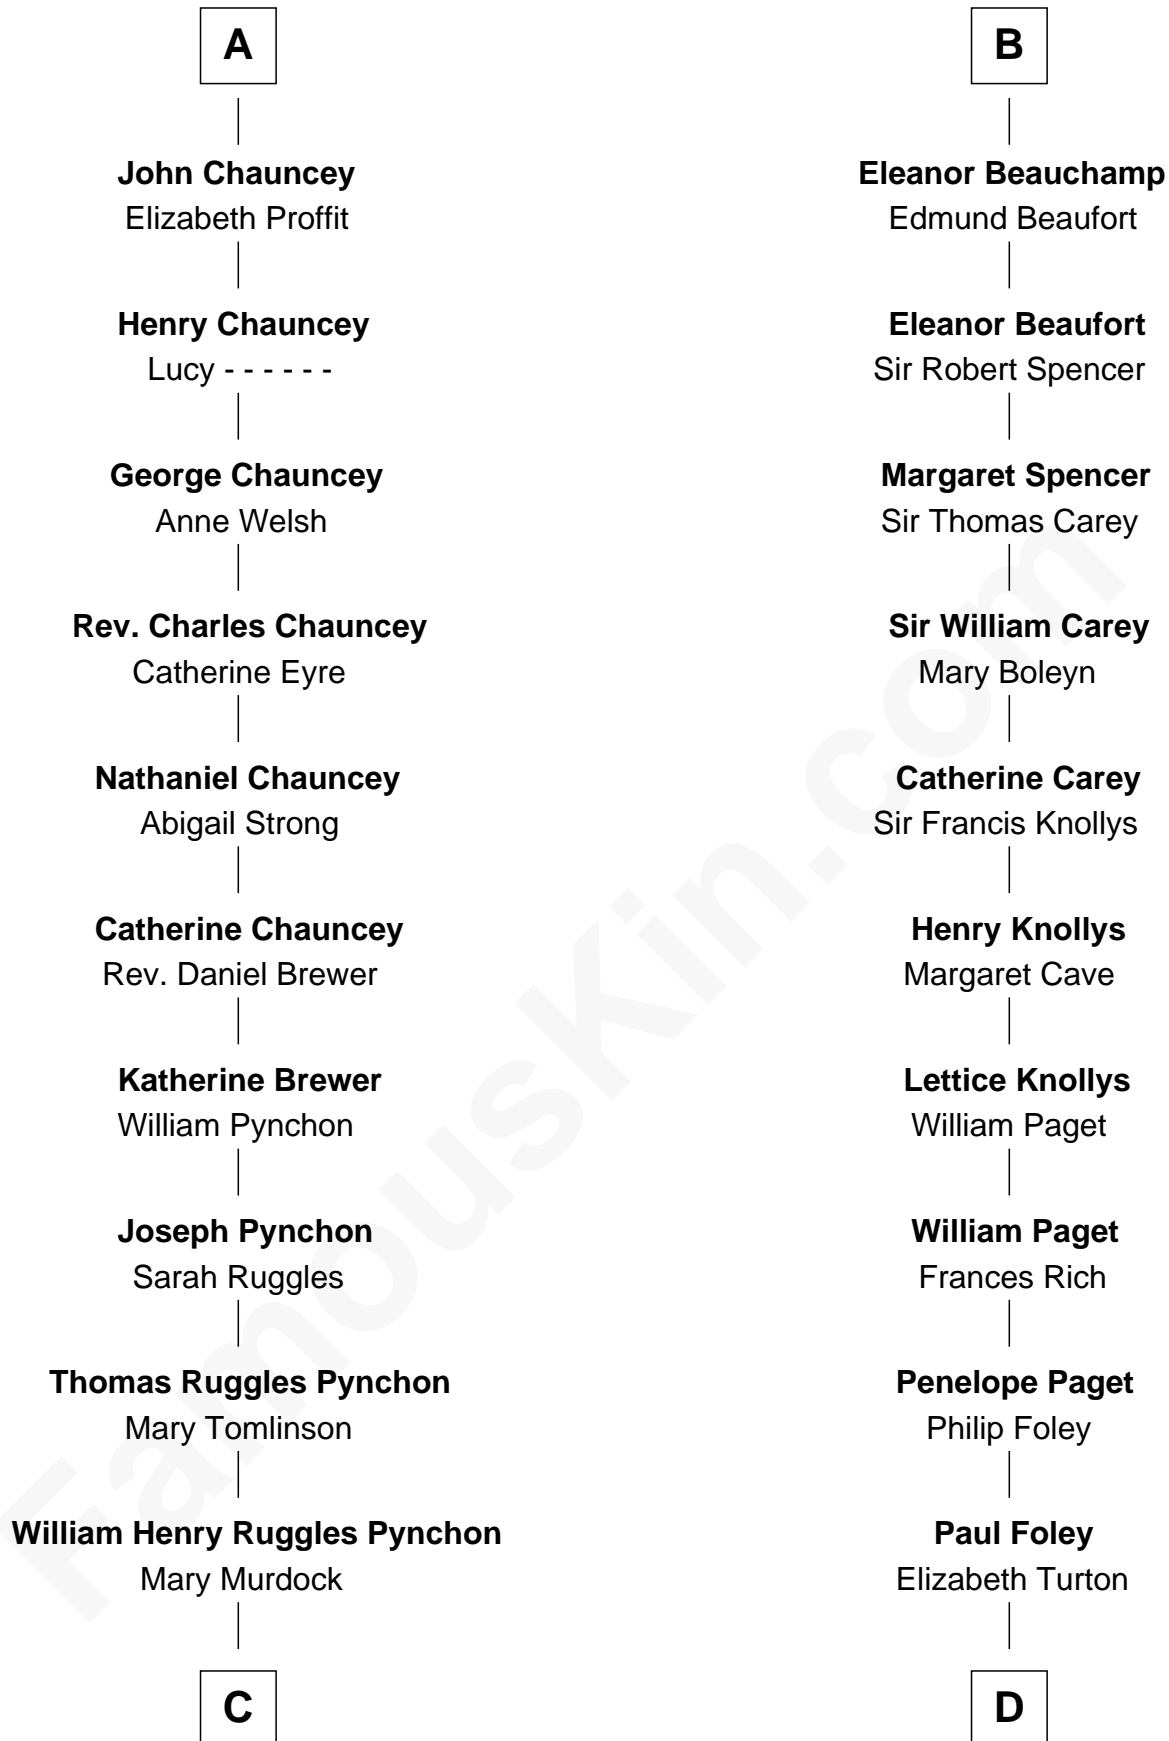 A
John Chauncey
Elizabeth Proffit
Henry Chauncey
Lucy - - - - - -
George Chauncey
Anne Welsh
Rev. Charles Chauncey
Catherine Eyre
Nathaniel Chauncey
Abigail Strong
Catherine Chauncey
Rev. Daniel Brewer
Katherine Brewer
William Pynchon
Joseph Pynchon
Sarah Ruggles
Thomas Ruggles Pynchon
Mary Tomlinson
William Henry Ruggles Pynchon
Mary Murdock
C
B
Eleanor Beauchamp
Edmund Beaufort
Eleanor Beaufort
Sir Robert Spencer
Margaret Spencer
Sir Thomas Carey
Sir William Carey
Mary Boleyn
Catherine Carey
Sir Francis Knollys
Henry Knollys
Margaret Cave
Lettice Knollys
William Paget
William Paget
Frances Rich
Penelope Paget
Philip Foley
Paul Foley
Elizabeth Turton
D
FamousKin.com